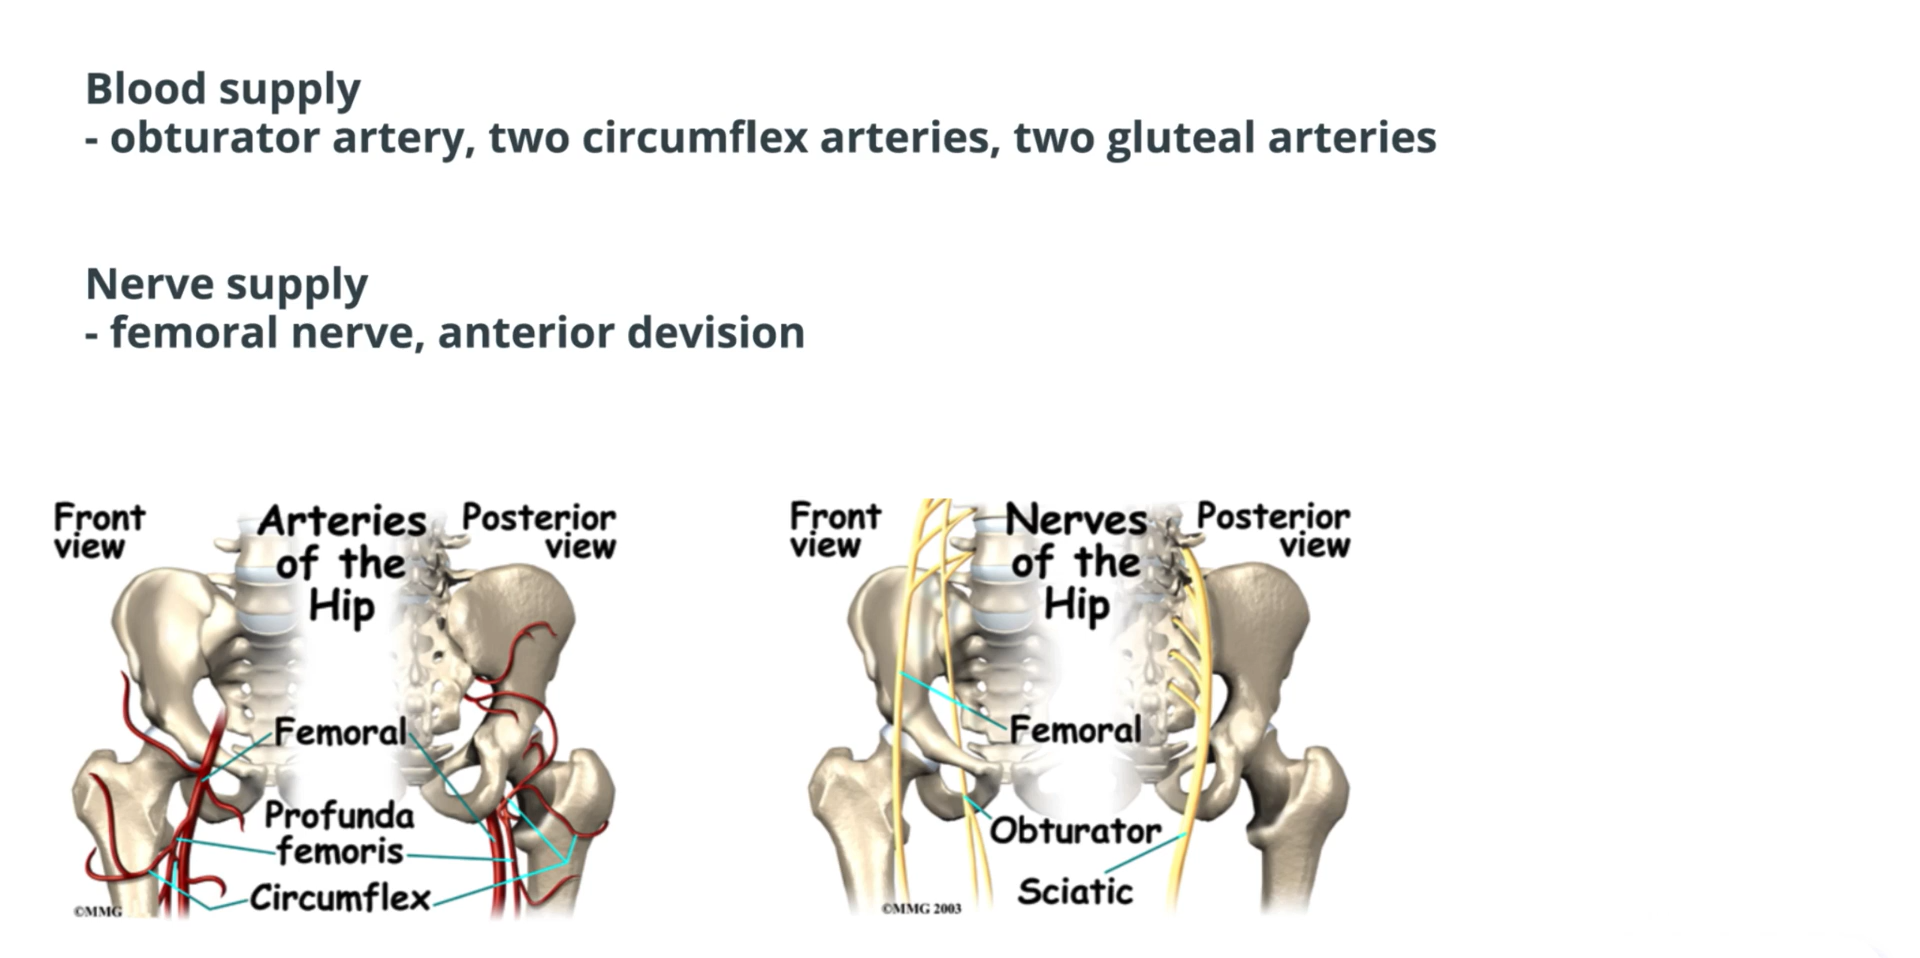 Blood supply
- obturator artery, two circumflex arteries, two gluteal arteries
Nerve supply
- femoral nerve, anterior devision
Front
view
Arteries
of the
Hip
Posterior
view
Femoral
Profunda
femoris
Circumflex
©MMG
Front
view
Nerves
of the
Hip
Posterior
view
Femoral
Obturator
Sciatic
©MMG 2003